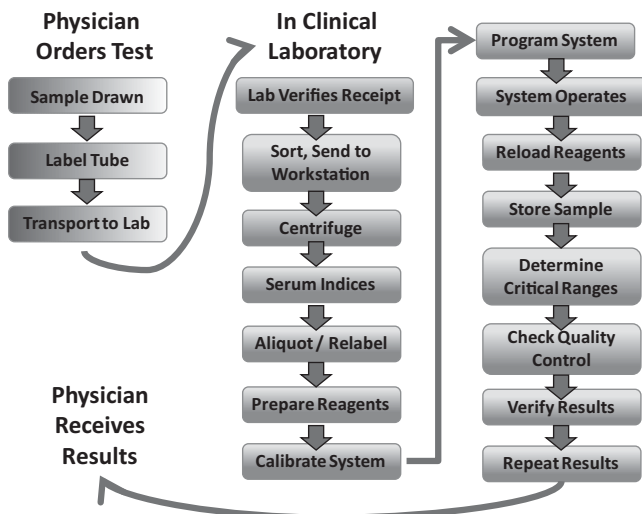 Physician
Orders Test
Sample Drawn
Label Tube
Transport to Lab
In Clinical
Laboratory
Lab Verifies Receipt
Sort, Send to
Workstation
Centrifuge
Serum Indices
Aliquot / Relabel
Prepare Reagents
Calibrate System
Program System
System Operates
Reload Reagents
Store Sample
Determine
Critical Ranges
Check Quality
Control
Verify Results
Repeat Results
Physician
Receives
Results